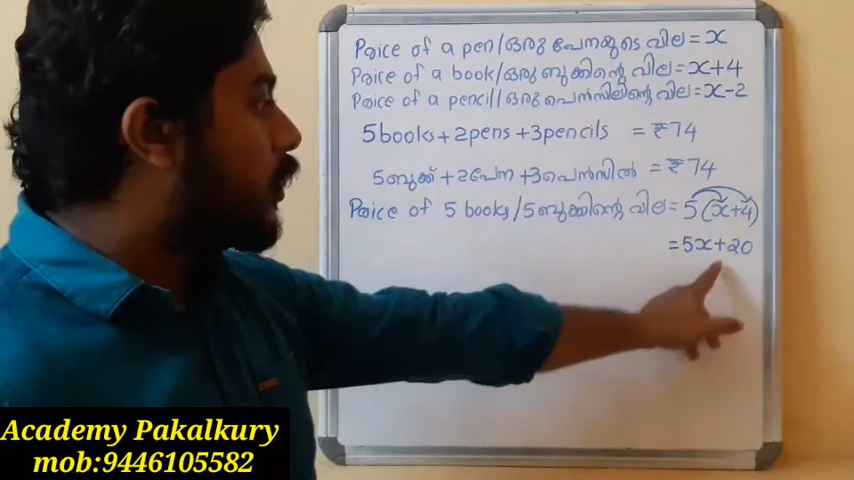 Price of a pen/ഒരു പേനയുടെ വില = x
Price of a book/ഒരു ബുക്കിന്റെ വില = x+4
Price of a pencil/ഒരു പെൻസിലിന്റെ വില = x-2
5books+2pens+3pencils = ₹74
5ബുക്ക് +2പേന +3പെൻസിൽ = ₹74
Price of 5 books/5 ബുക്കിന്റെ വില = 5(x+4)
= 5x+20
Academy Pakalkury
mob:9446105582